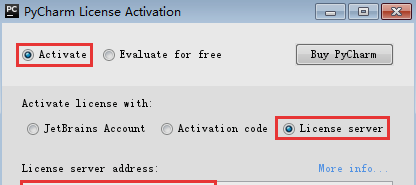 PyCharm License Activation
Activate Evaluate for free Buy PyCharm
Activate license with:
JetBrains Account Activation code License server
License server address: More info...